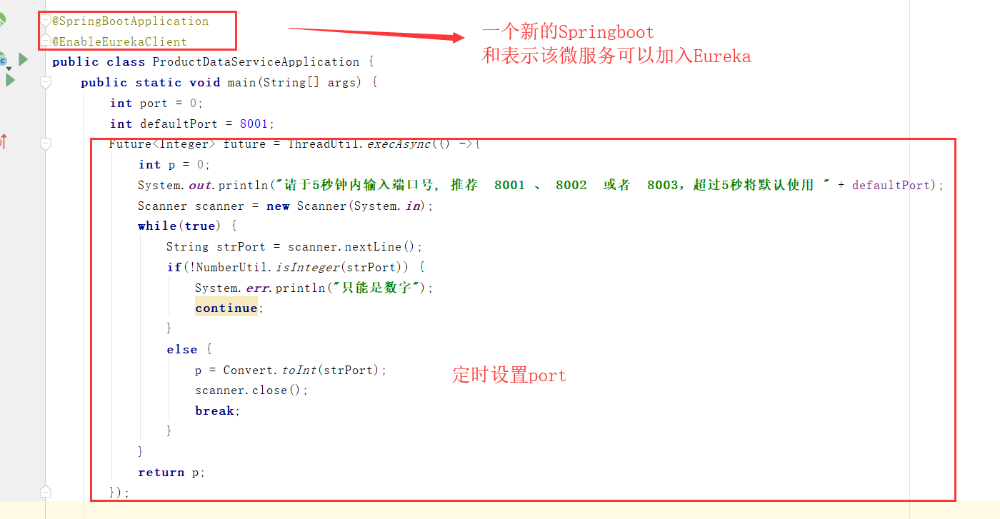 @SpringBootApplication
@EnableEurekaClient
一个新的Springboot
和表示该微服务可以加入Eureka
public class ProductDataServiceApplication {
public static void main(String[] args) {
int port = 0;
int defaultPort = 8001;
Future<Integer> future = ThreadUtil.execAsync(() ->{
int p = 0;
System.out.println("请于5秒钟内输入端口号, 推荐  8001 、 8002  或者  8003，超过5秒将默认使用 " + defaultPort);
Scanner scanner = new Scanner(System.in);
while(true) {
String strPort = scanner.nextLine();
if(!NumberUtil.isInteger(strPort)) {
System.err.println("只能是数字");
continue;
}
else {
p = Convert.toInt(strPort);
定时设置port
scanner.close();
break;
}
}
return p;
});